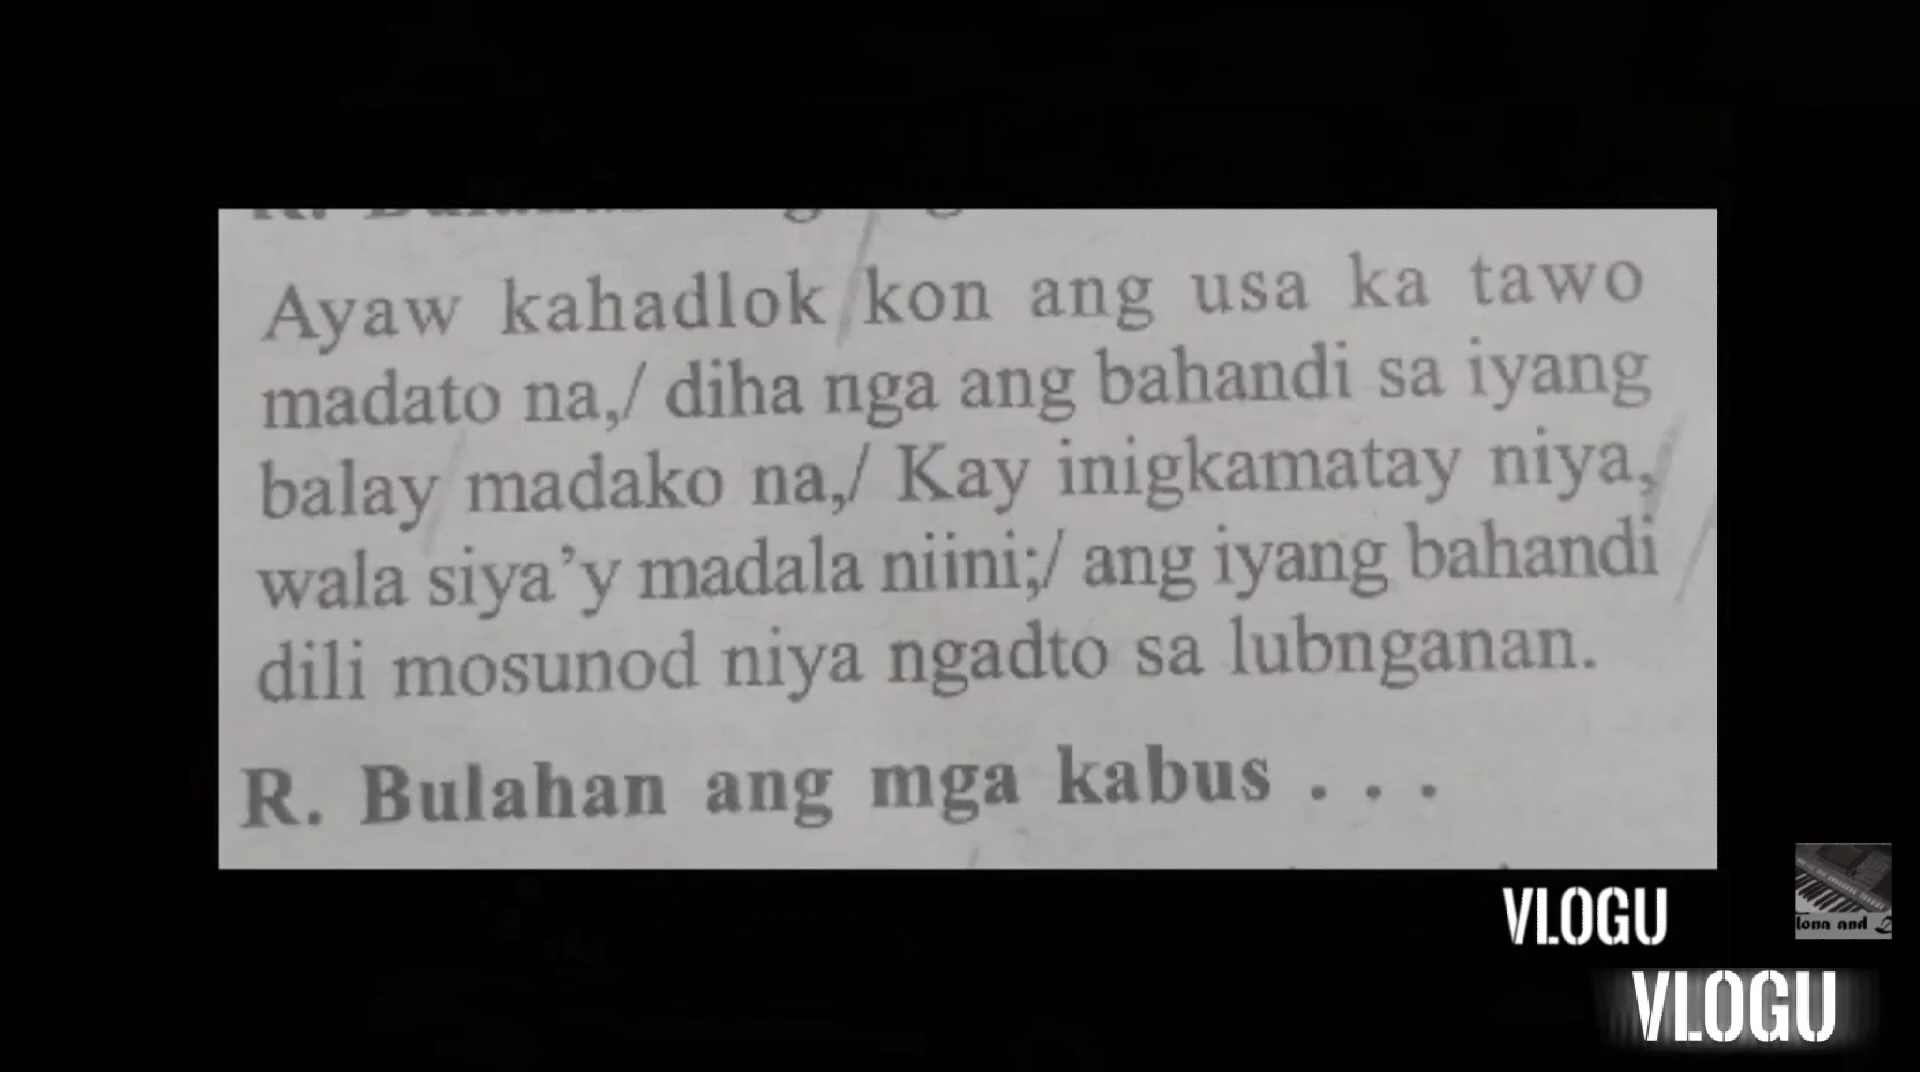 Ayaw kahadlok kon ang usa ka tawo
madato na,/ diha nga ang bahandi sa iyang
balay madako na,/ Kay inigkamatay niya,
wala siya’y madala niini;/ ang iyang bahandi
dili mosunod niya ngadto sa lubnganan.
R. Bulahan ang mga kabus . . .
VLOGU
and
VLOGU